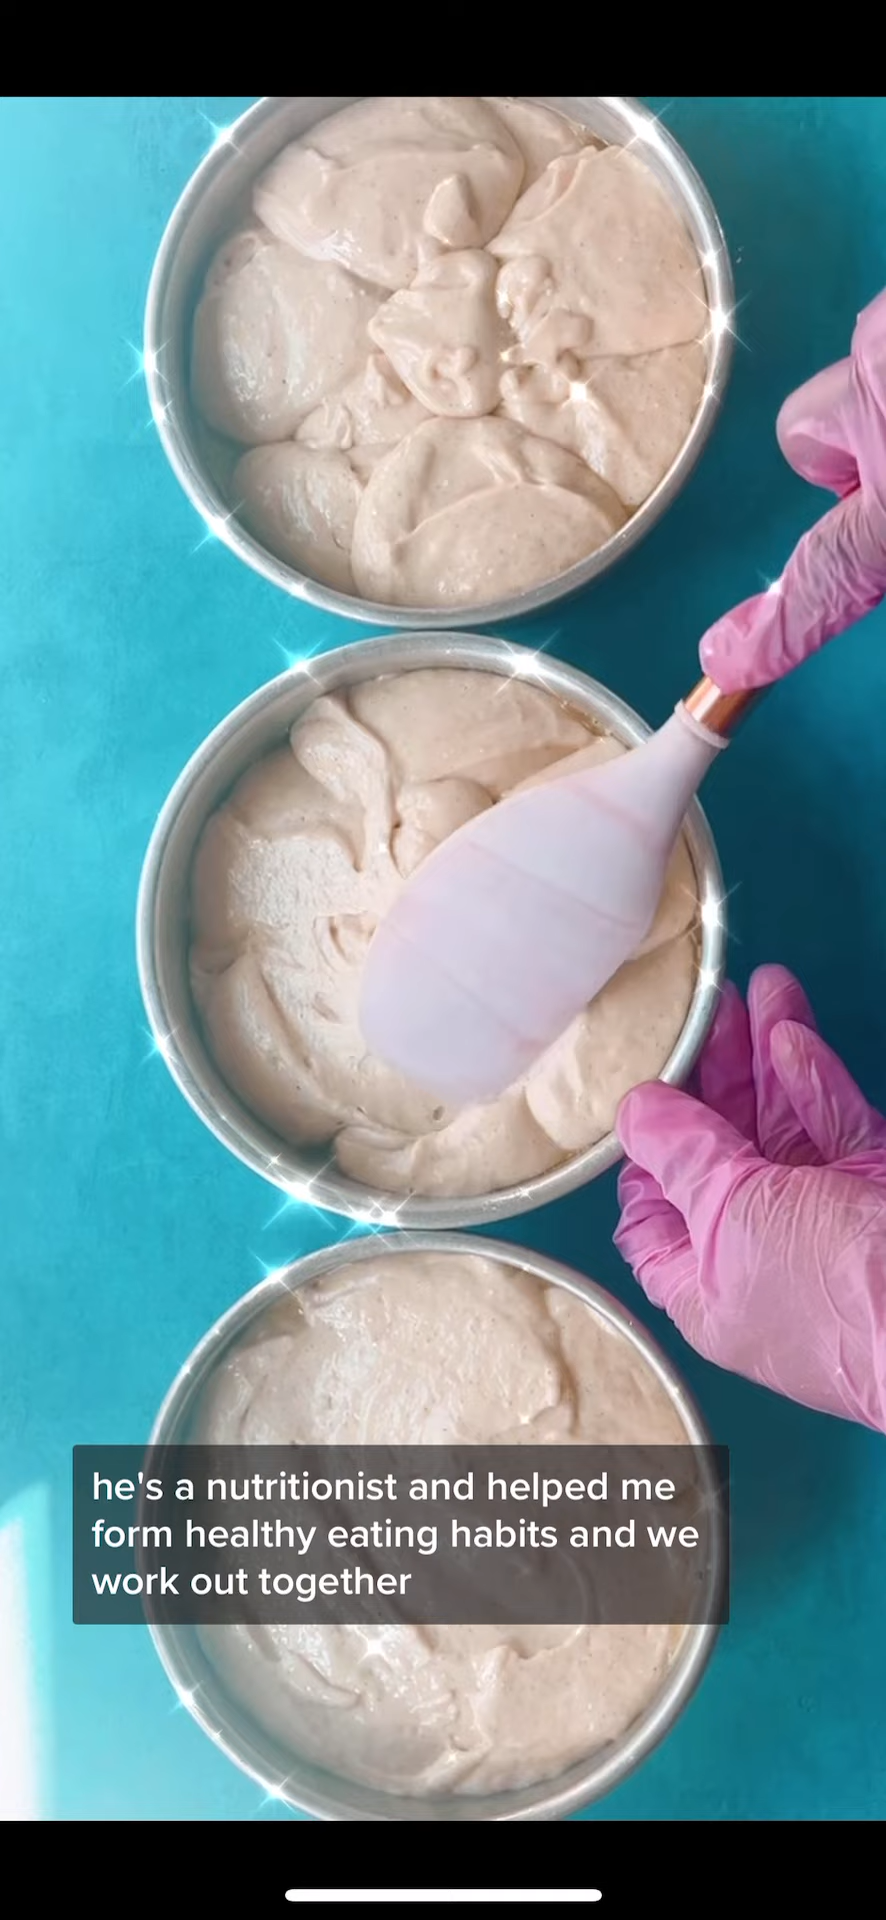 he's a nutritionist and helped me
form healthy eating habits and we
work out together